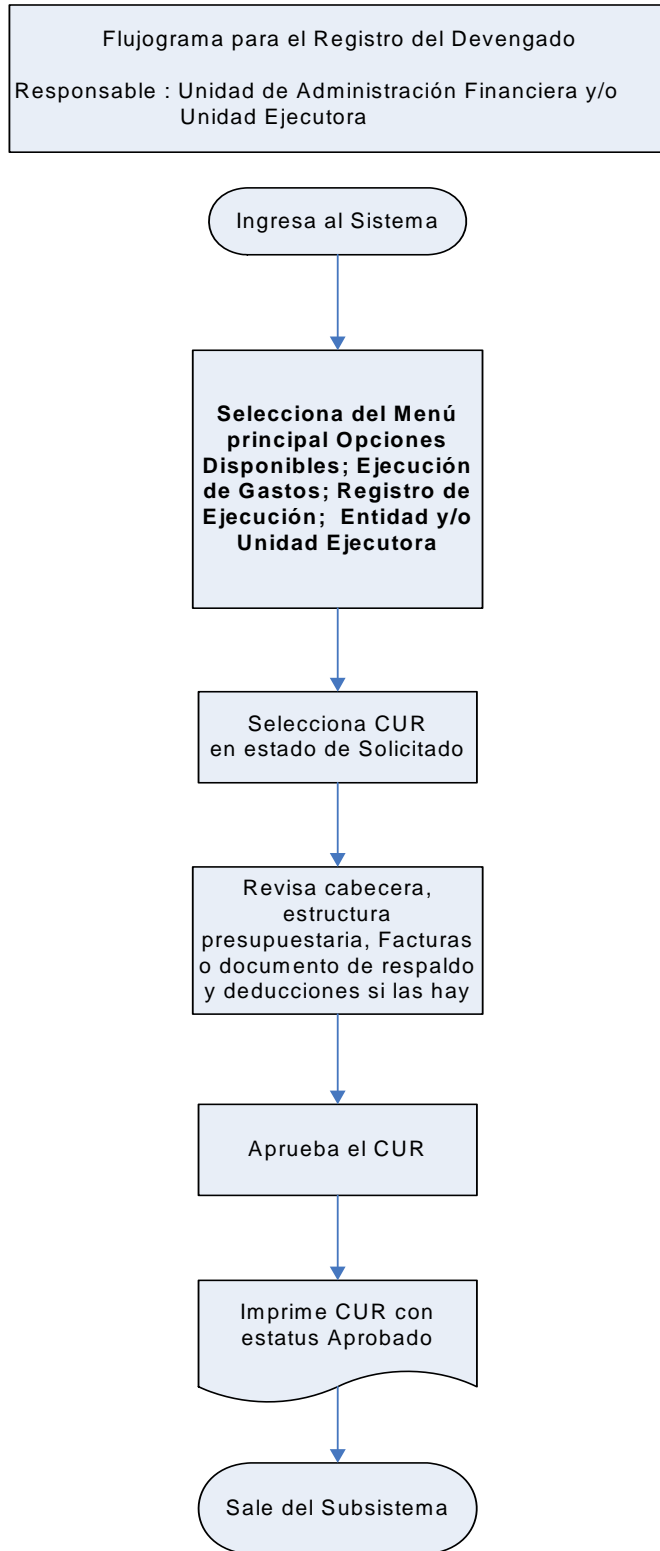 Flujograma para el Registro del Devengado
Responsable : Unidad de Administración Financiera y/o
Unidad Ejecutora
Ingresa al Sistema
Selecciona del Menú
principal Opciones
Disponibles; Ejecución
de Gastos; Registro de
Ejecución; Entidad y/o
Unidad Ejecutora
Selecciona CUR
en estado de Solicitado
Revisa cabecera,
estructura
presupuestaria, Facturas
o documento de respaldo
y deducciones si las hay
Aprueba el CUR
Imprime CUR con
estatus Aprobado
Sale del Subsistema